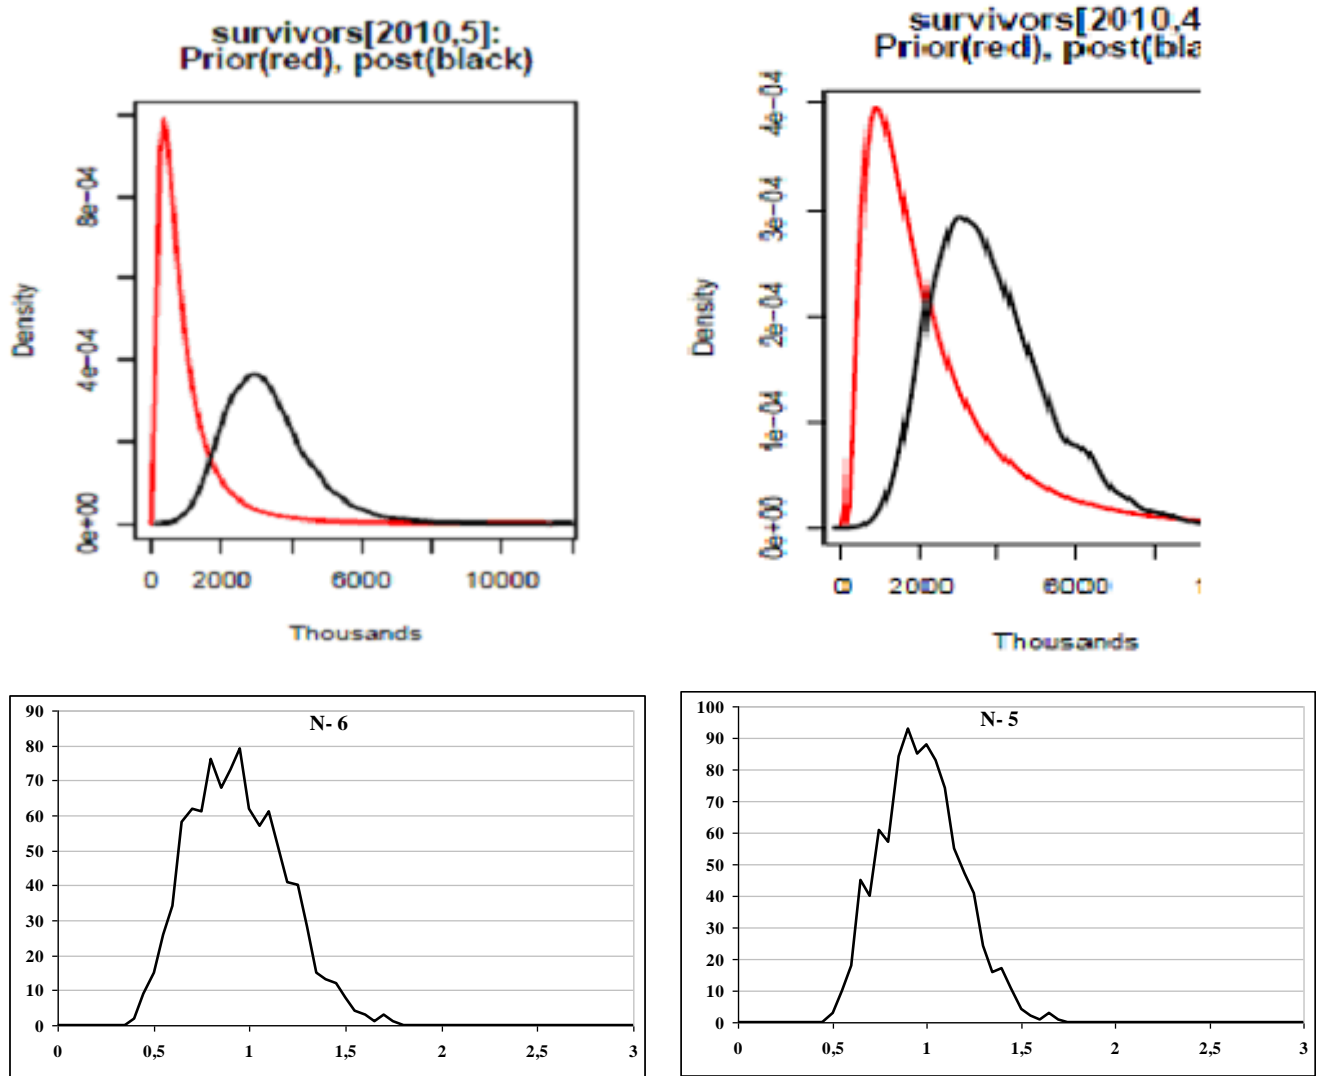 survivors[2010,5]:
Prior(red), post(black)
Density
0e+00 4e-04 8e-04
0 2000 6000 10000
Thousands
survivors[2010,4
Prior(red), post(bla
Density
0e+00 1e-04 2e-04 3e-04 4e-04
0 2000 6000 1
Thousands
N- 6
90
80
70
60
50
40
30
20
10
0
0 0,5 1 1,5 2 2,5 3
N- 5
100
90
80
70
60
50
40
30
20
10
0
0 0,5 1 1,5 2 2,5 3